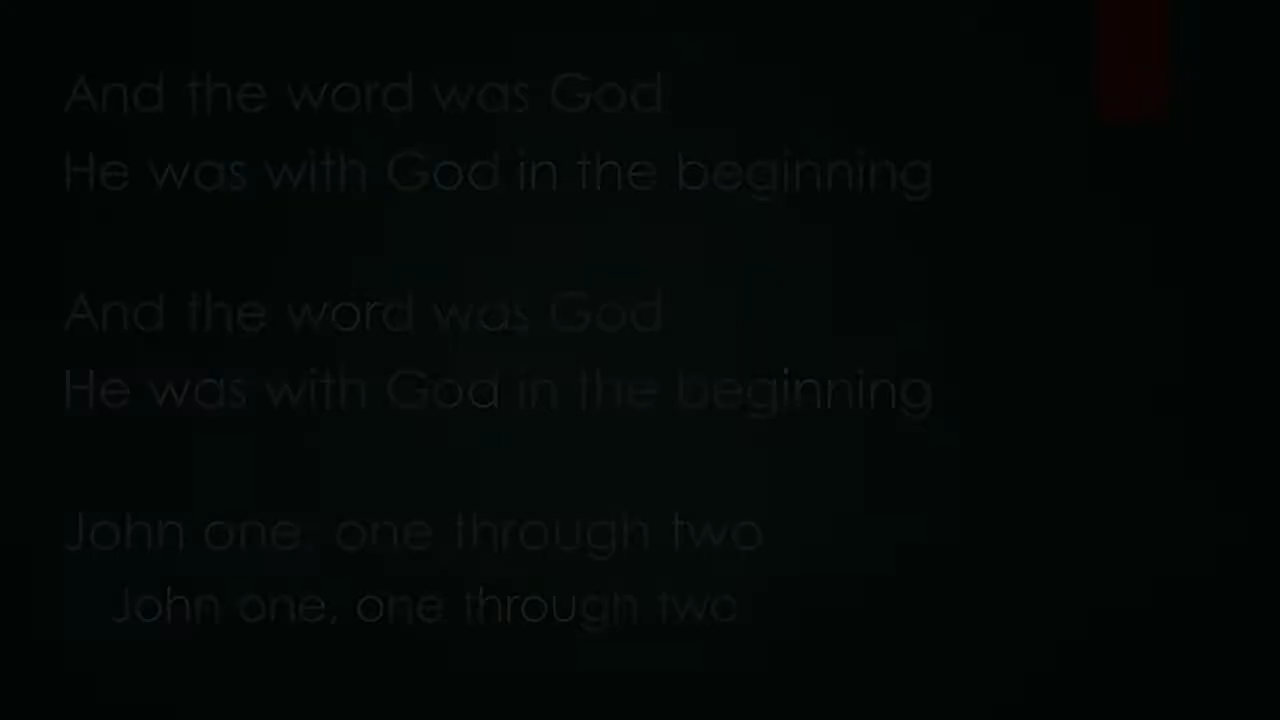 And the word was God
He was with God in the beginning
And the word was God
He was with God in the beginning
John one, one through two
John one, one through two